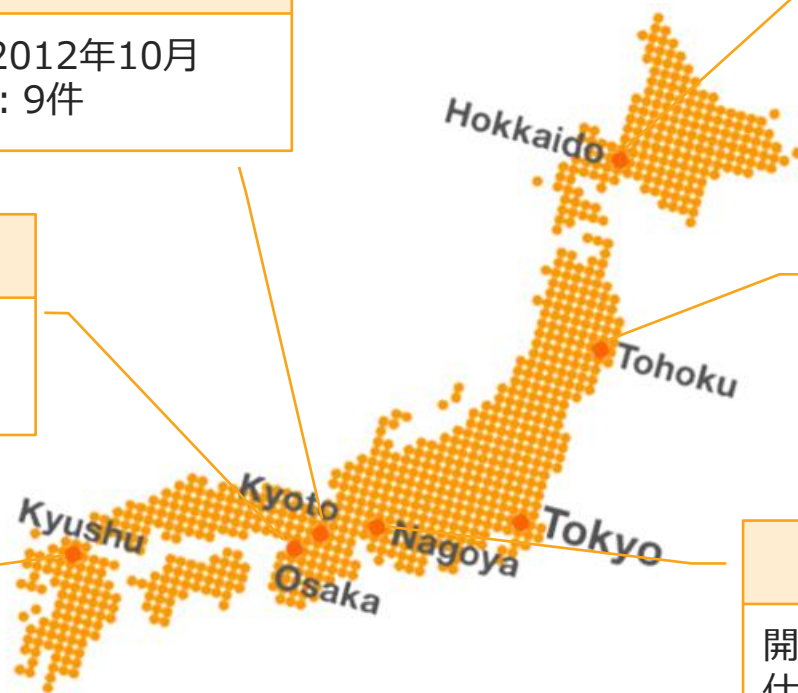 2012年10月
：9件
Hokkaido
Tohoku
Kyoto
Kyushu
Nagoya
Tokyo
Osaka
開